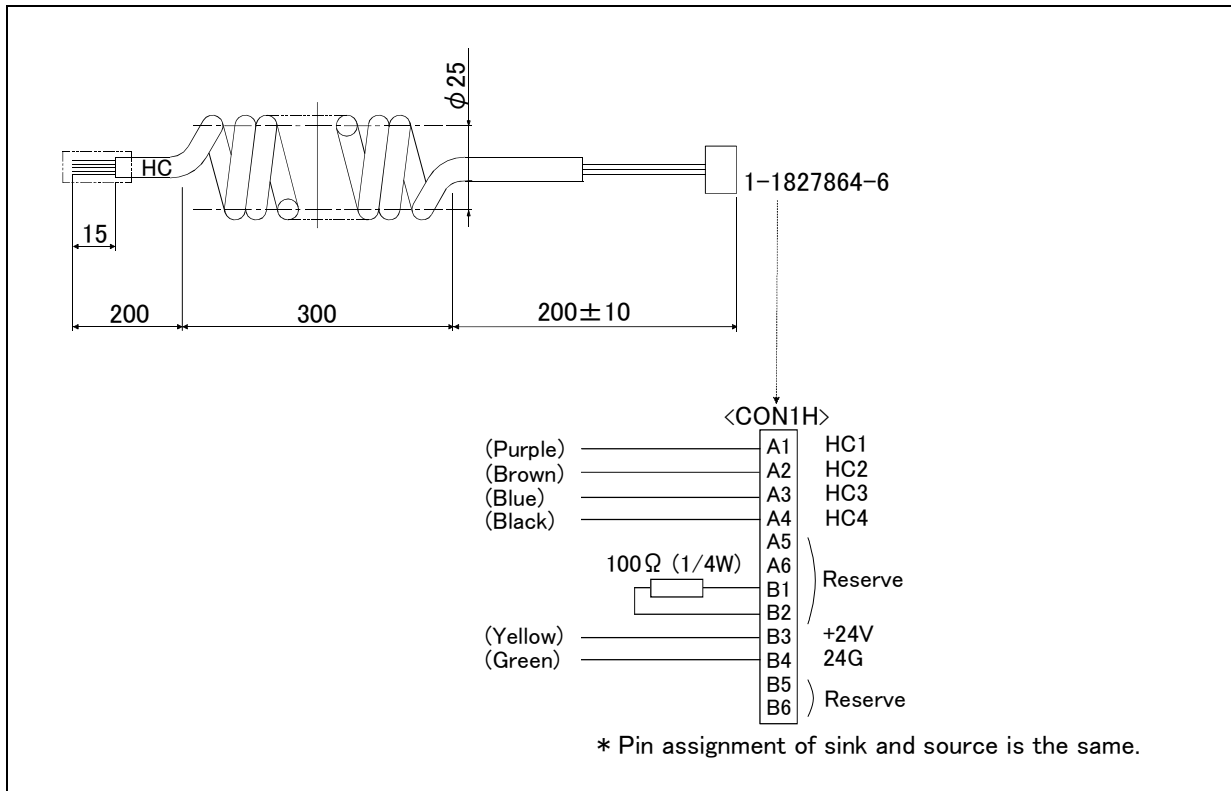 φ25
HC
1-1827864-6
15
200
300
200±10
<CON1H>
(Purple) A1 HC1
(Brown) A2 HC2
(Blue) A3 HC3
(Black) A4 HC4
A5
100Ω (1/4W) A6 Reserve
B1
B2
(Yellow) B3 +24V
(Green) B4 24G
B5 Reserve
B6
* Pin assignment of sink and source is the same.